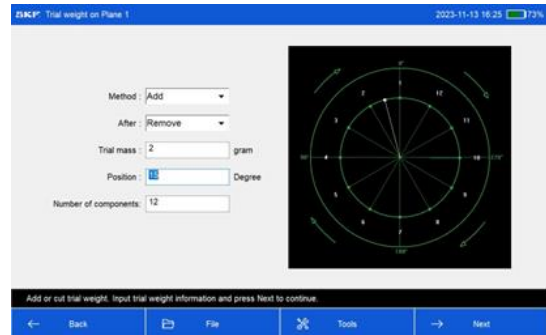 SKF Trial weight on Plane 1
2023-11-13 16:25 73%
Method : Add
After : Remove
Trial mass : 2 gram
Position : 15 Degree
Number of components: 12
0°
1
2
12
3
11
90°
4
10
270°
5
9
6
8
7
180°
Add or cut trial weight. Input trial weight information and press Next to continue.
Back
File
Tools
Next